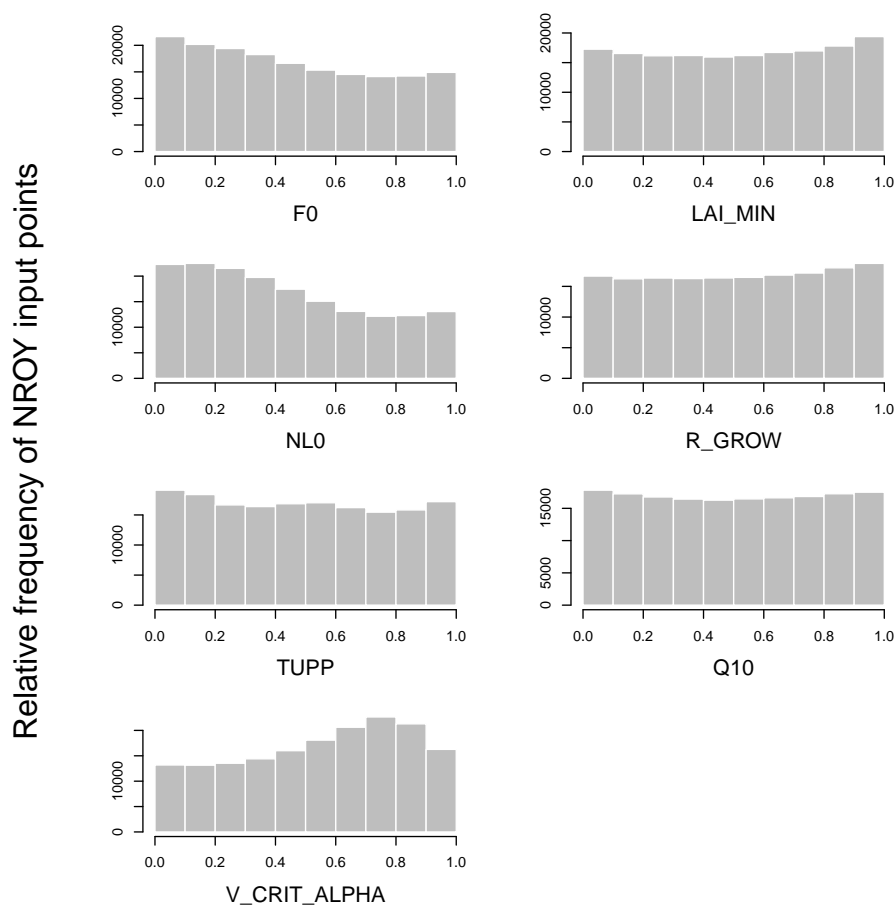 Relative frequency of NROY input points
0 10000 20000
0.0 0.2 0.4 0.6 0.8 1.0
F0
0 10000 20000
0.0 0.2 0.4 0.6 0.8 1.0
LAI_MIN
0 10000
0.0 0.2 0.4 0.6 0.8 1.0
NL0
0 10000
0.0 0.2 0.4 0.6 0.8 1.0
R_GROW
0 10000
0.0 0.2 0.4 0.6 0.8 1.0
TUPP
0 5000 15000
0.0 0.2 0.4 0.6 0.8 1.0
Q10
0 10000
0.0 0.2 0.4 0.6 0.8 1.0
V_CRIT_ALPHA